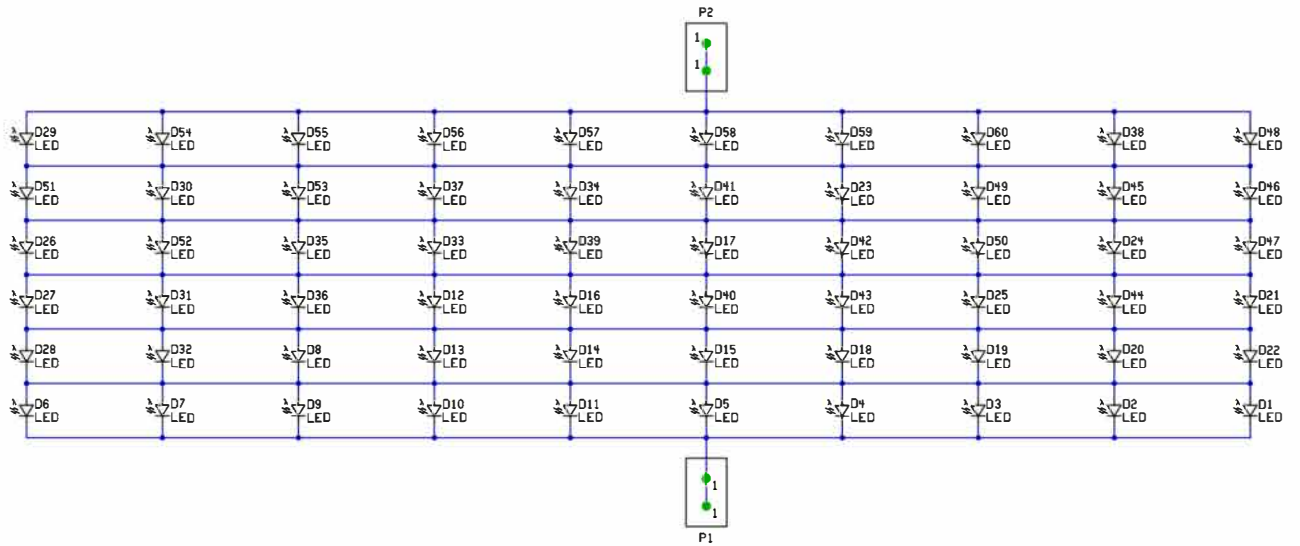 P2
1
1
D29 D54 D55 D56 D57 D58 D59 D60 D38 D48
LED LED LED LED LED LED LED LED LED LED
D51 D30 D53 D37 D34 D41 D23 D49 D45 D46
LED LED LED LED LED LED LED LED LED LED
D26 D52 D35 D33 D39 D17 D42 D50 D24 D47
LED LED LED LED LED LED LED LED LED LED
D27 D31 D36 D12 D16 D40 D43 D25 D44 D21
LED LED LED LED LED LED LED LED LED LED
D28 D32 D8 D13 D14 D15 D18 D19 D20 D22
LED LED LED LED LED LED LED LED LED LED
D6 D7 D9 D10 D11 D5 D4 D3 D2 D1
LED LED LED LED LED LED LED LED LED LED
1
1
P1